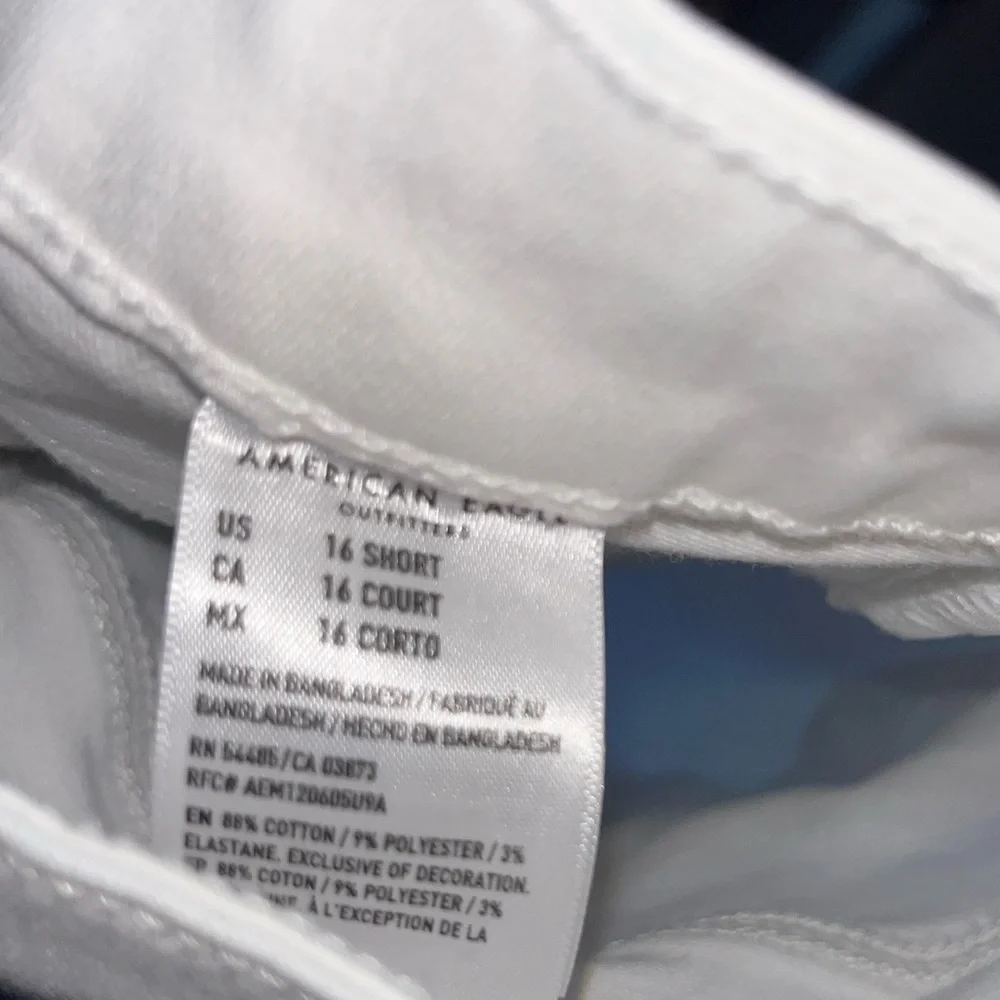 AMERICAN EAGLE
OUTFITTERS
US 16 SHORT
CA 16 COURT
MX 16 CORTO
MADE IN BANGLADESH / FABRIQUÉ AU
BANGLADESH / HECHO EN BANGLADESH
RN 54485/CA 03873
RFC# AEM120605U9A
EN 88% COTTON / 9% POLYESTER / 3%
ELASTANE. EXCLUSIVE OF DECORATION.
88% COTON / 9% POLYESTER / 3%
À L'EXCEPTION DE LA